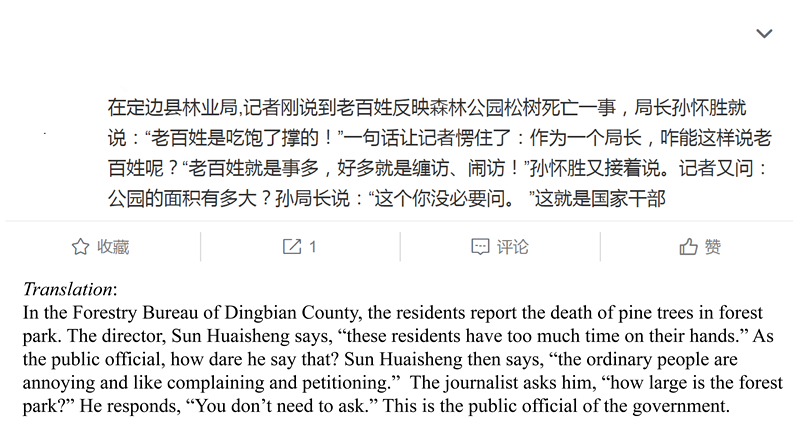 在定边县林业局,记者刚说到老百姓反映森林公园松树死亡一事，局长孙怀胜就
说：“老百姓是吃饱了撑的！”一句话让记者愣住了：作为一个局长，咋能这样说老
百姓呢？“老百姓就是事多，好多就是缠访、闹访！”孙怀胜又接着说。记者又问：
公园的面积有多大？孙局长说：“这个你没必要问。 ”这就是国家干部
收藏 1 评论 赞
Translation:
In the Forestry Bureau of Dingbian County, the residents report the death of pine trees in forest
park. The director, Sun Huaisheng says, “these residents have too much time on their hands.” As
the public official, how dare he say that? Sun Huaisheng then says, “the ordinary people are
annoying and like complaining and petitioning.”  The journalist asks him, “how large is the forest
park?” He responds, “You don’t need to ask.” This is the public official of the government.